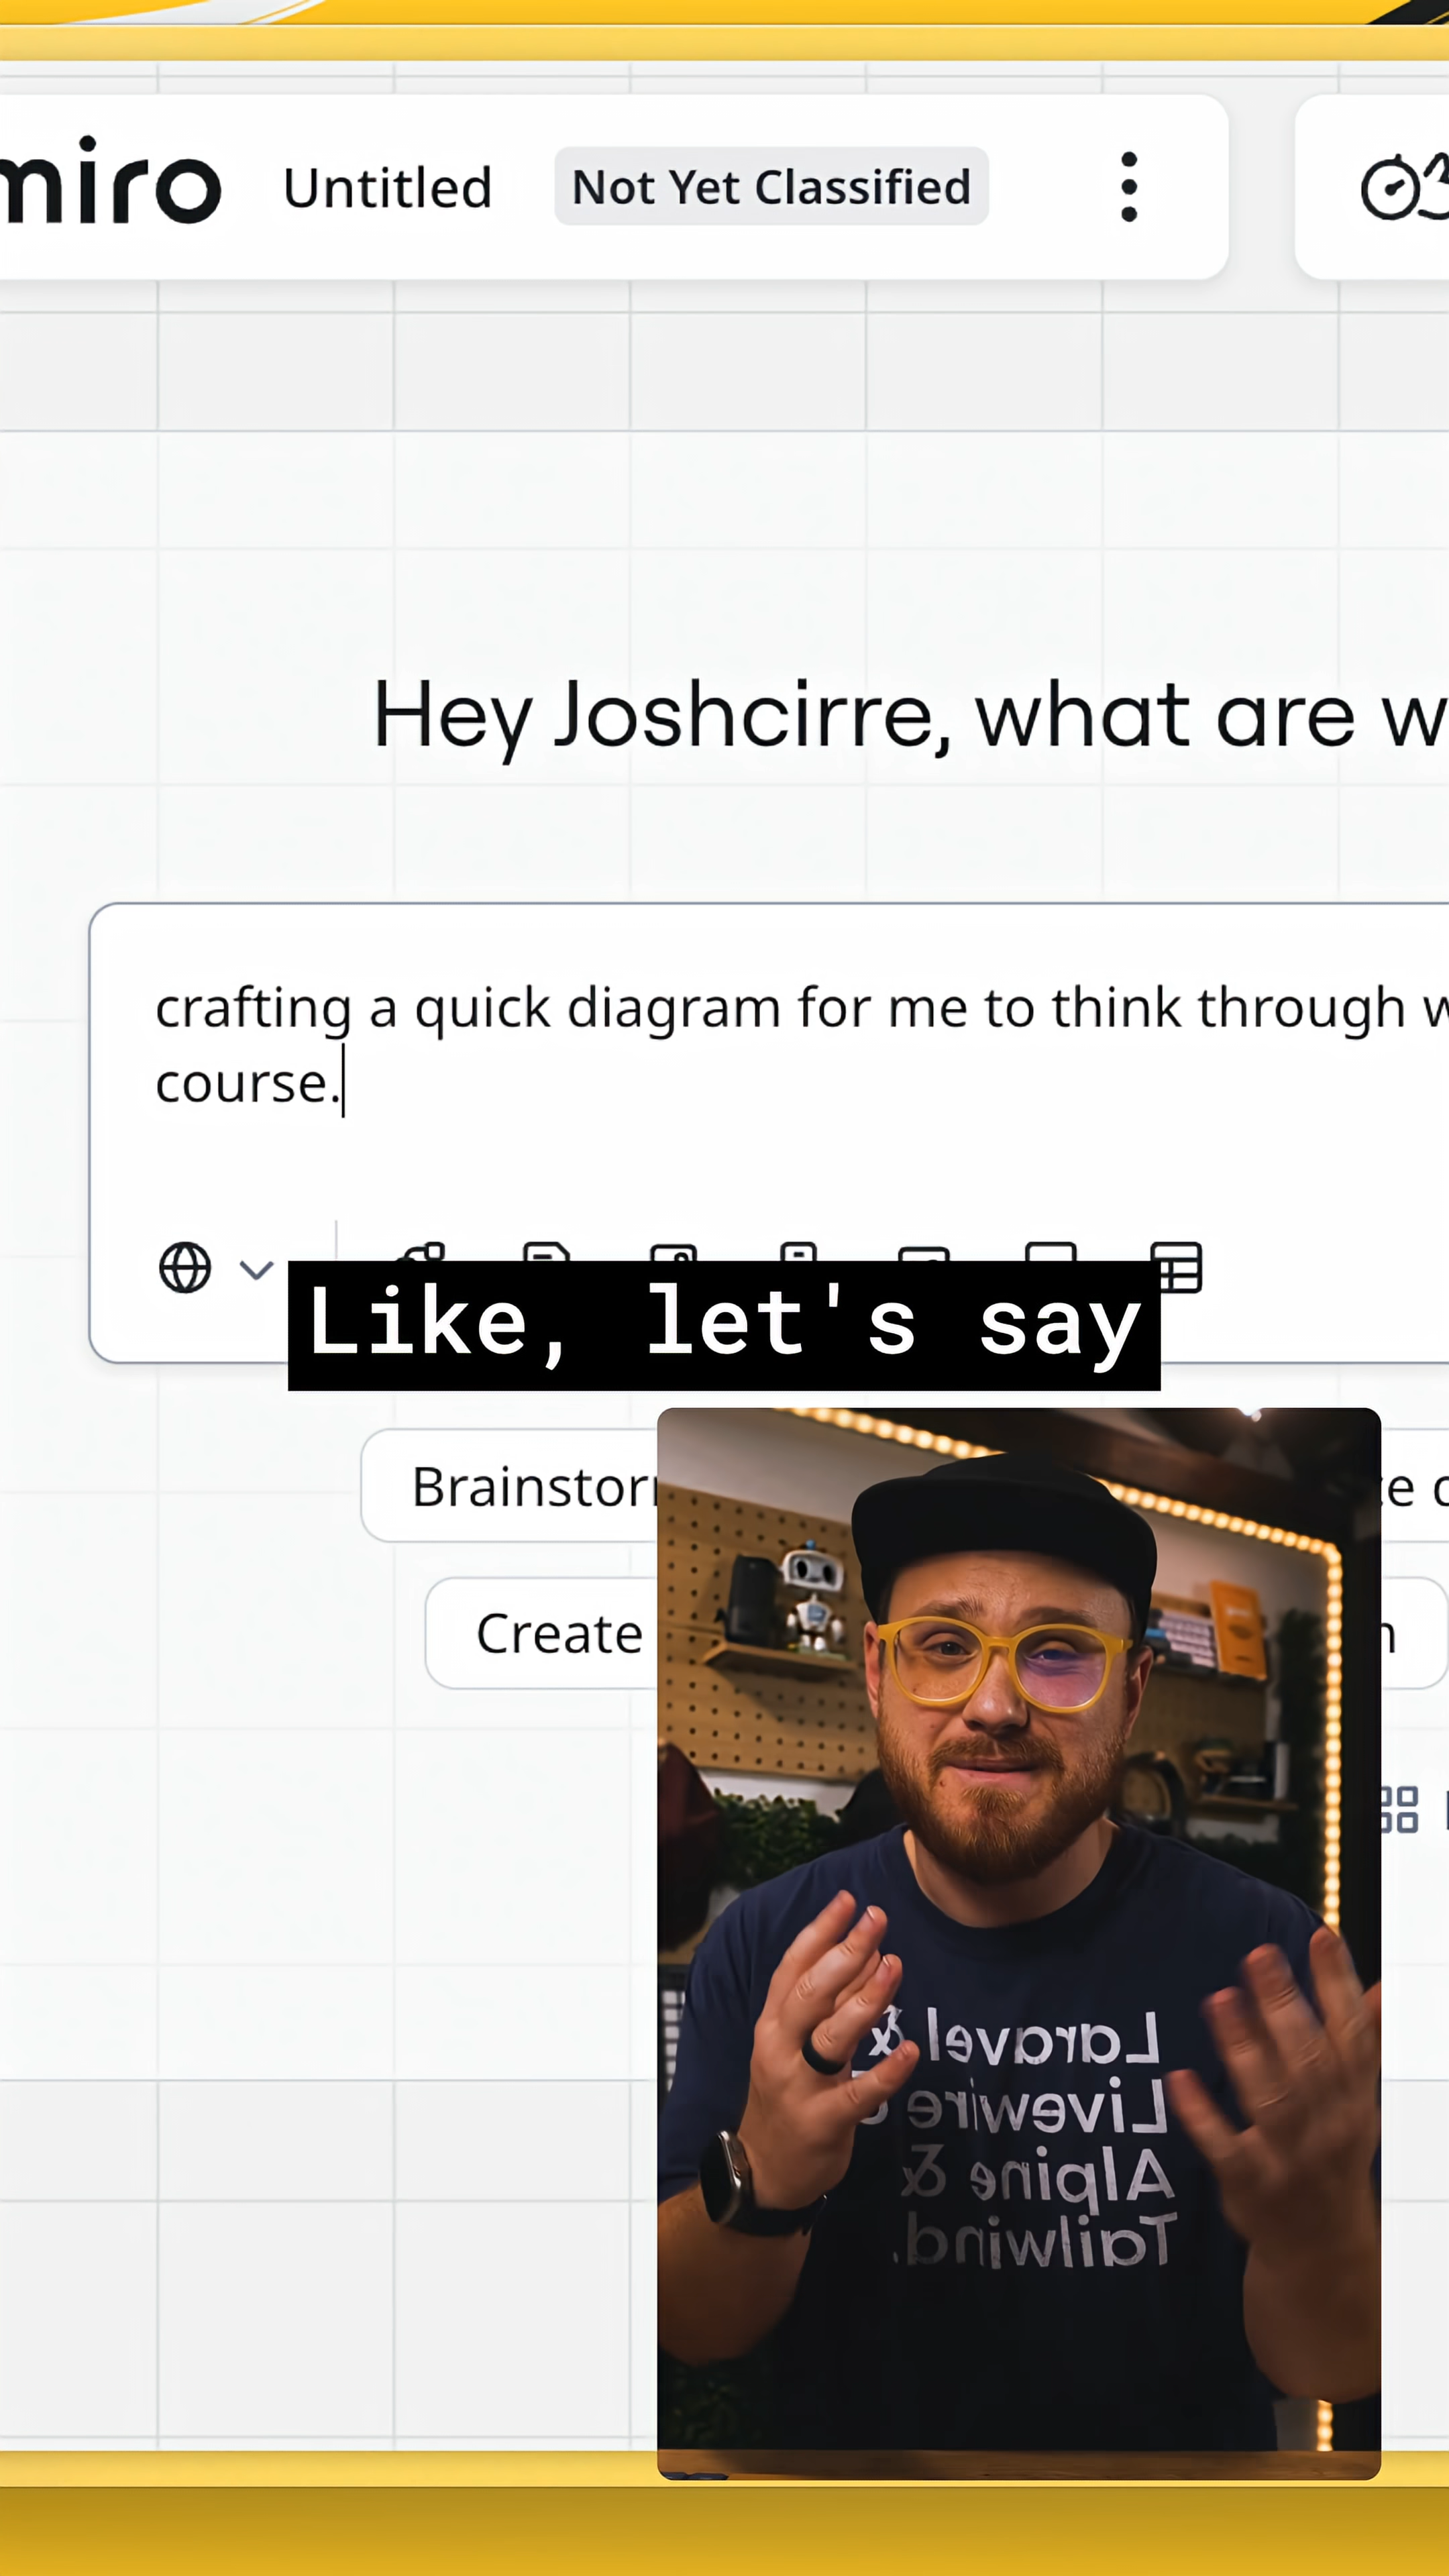 miro Untitled Not Yet Classified
Hey Joshcirre, what are
crafting a quick diagram for me to think through
course.
Like, let's say
Create
Laravel &
Livewire &
Alpine &
Tailwind.